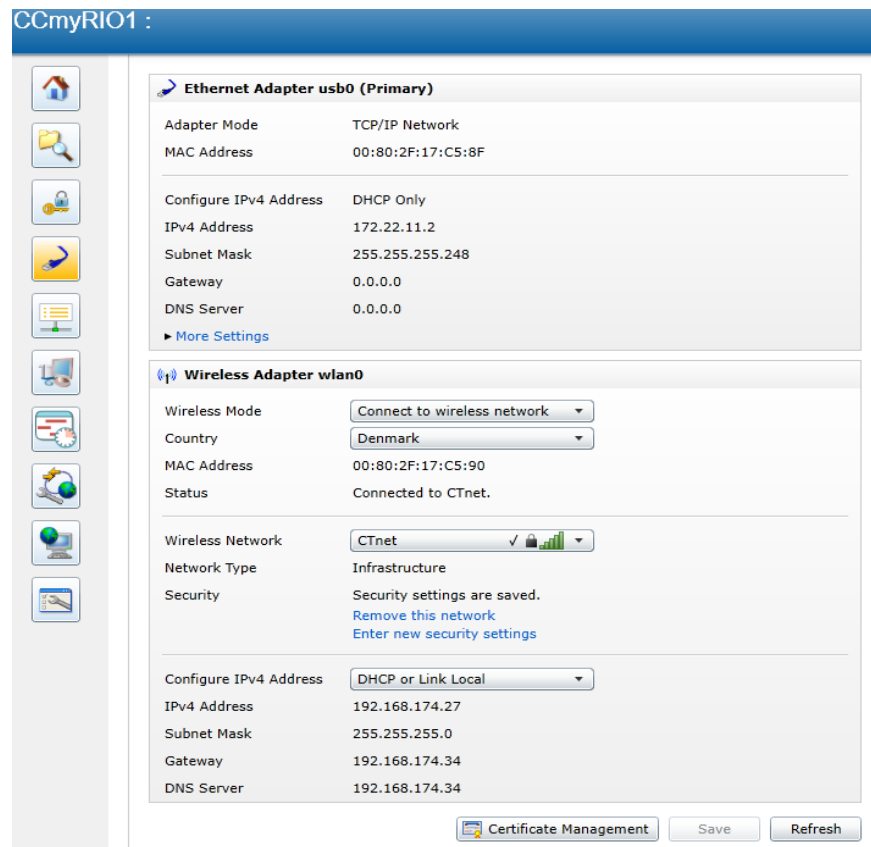 CCmyRIO1 :
Ethernet Adapter usb0 (Primary)
Adapter Mode TCP/IP Network
MAC Address 00:80:2F:17:C5:8F
Configure IPv4 Address DHCP Only
IPv4 Address 172.22.11.2
Subnet Mask 255.255.255.248
Gateway 0.0.0.0
DNS Server 0.0.0.0
More Settings
Wireless Adapter wlan0
Wireless Mode Connect to wireless network
Country Denmark
MAC Address 00:80:2F:17:C5:90
Status Connected to CTnet.
Wireless Network CTnet
Network Type Infrastructure
Security Security settings are saved.
Remove this network
Enter new security settings
Configure IPv4 Address DHCP or Link Local
IPv4 Address 192.168.174.27
Subnet Mask 255.255.255.0
Gateway 192.168.174.34
DNS Server 192.168.174.34
Certificate Management Save Refresh